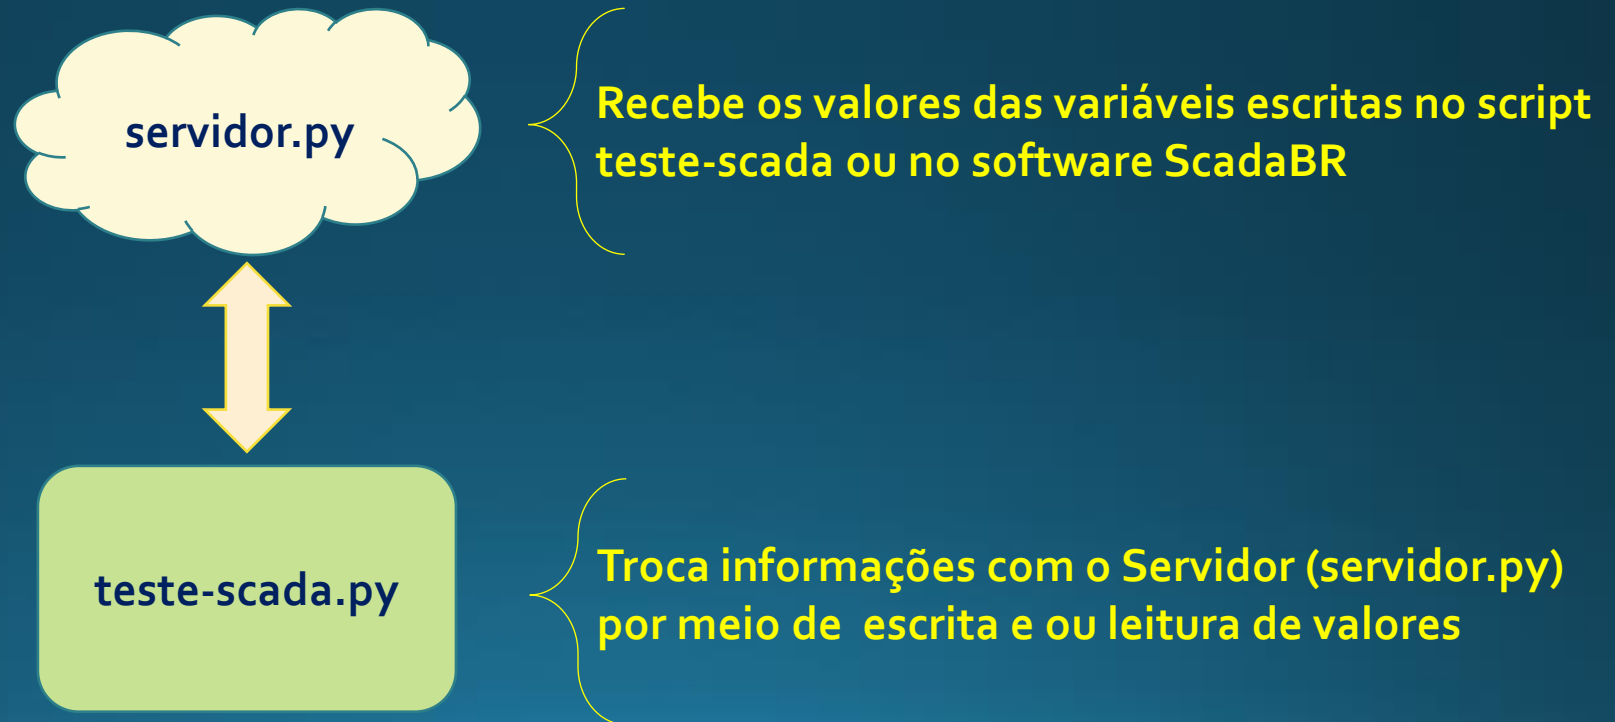 servidor.py
Recebe os valores das variáveis escritas no script
teste-scada ou no software ScadaBR
teste-scada.py
Troca informações com o Servidor (servidor.py)
por meio de  escrita e ou leitura de valores